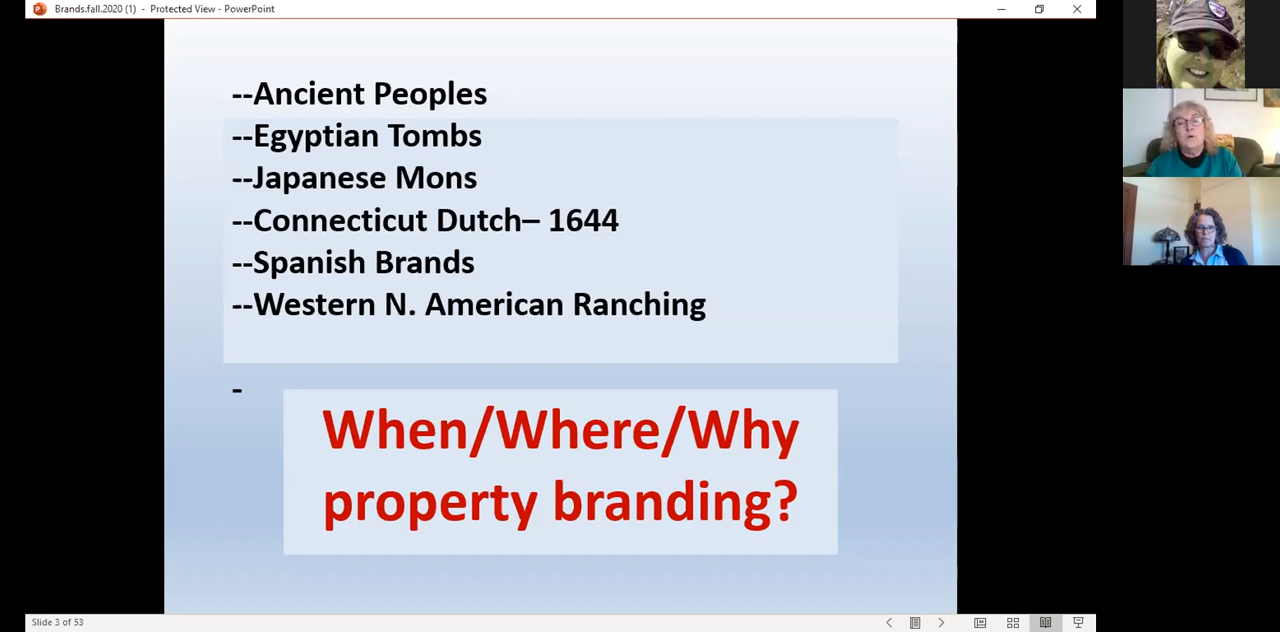 Brands.fall.2020 (1) - Protected View - PowerPoint
--Ancient Peoples
--Egyptian Tombs
--Japanese Mons
--Connecticut Dutch– 1644
--Spanish Brands
--Western N. American Ranching
-
When/Where/Why
property branding?
Slide 3 of 53